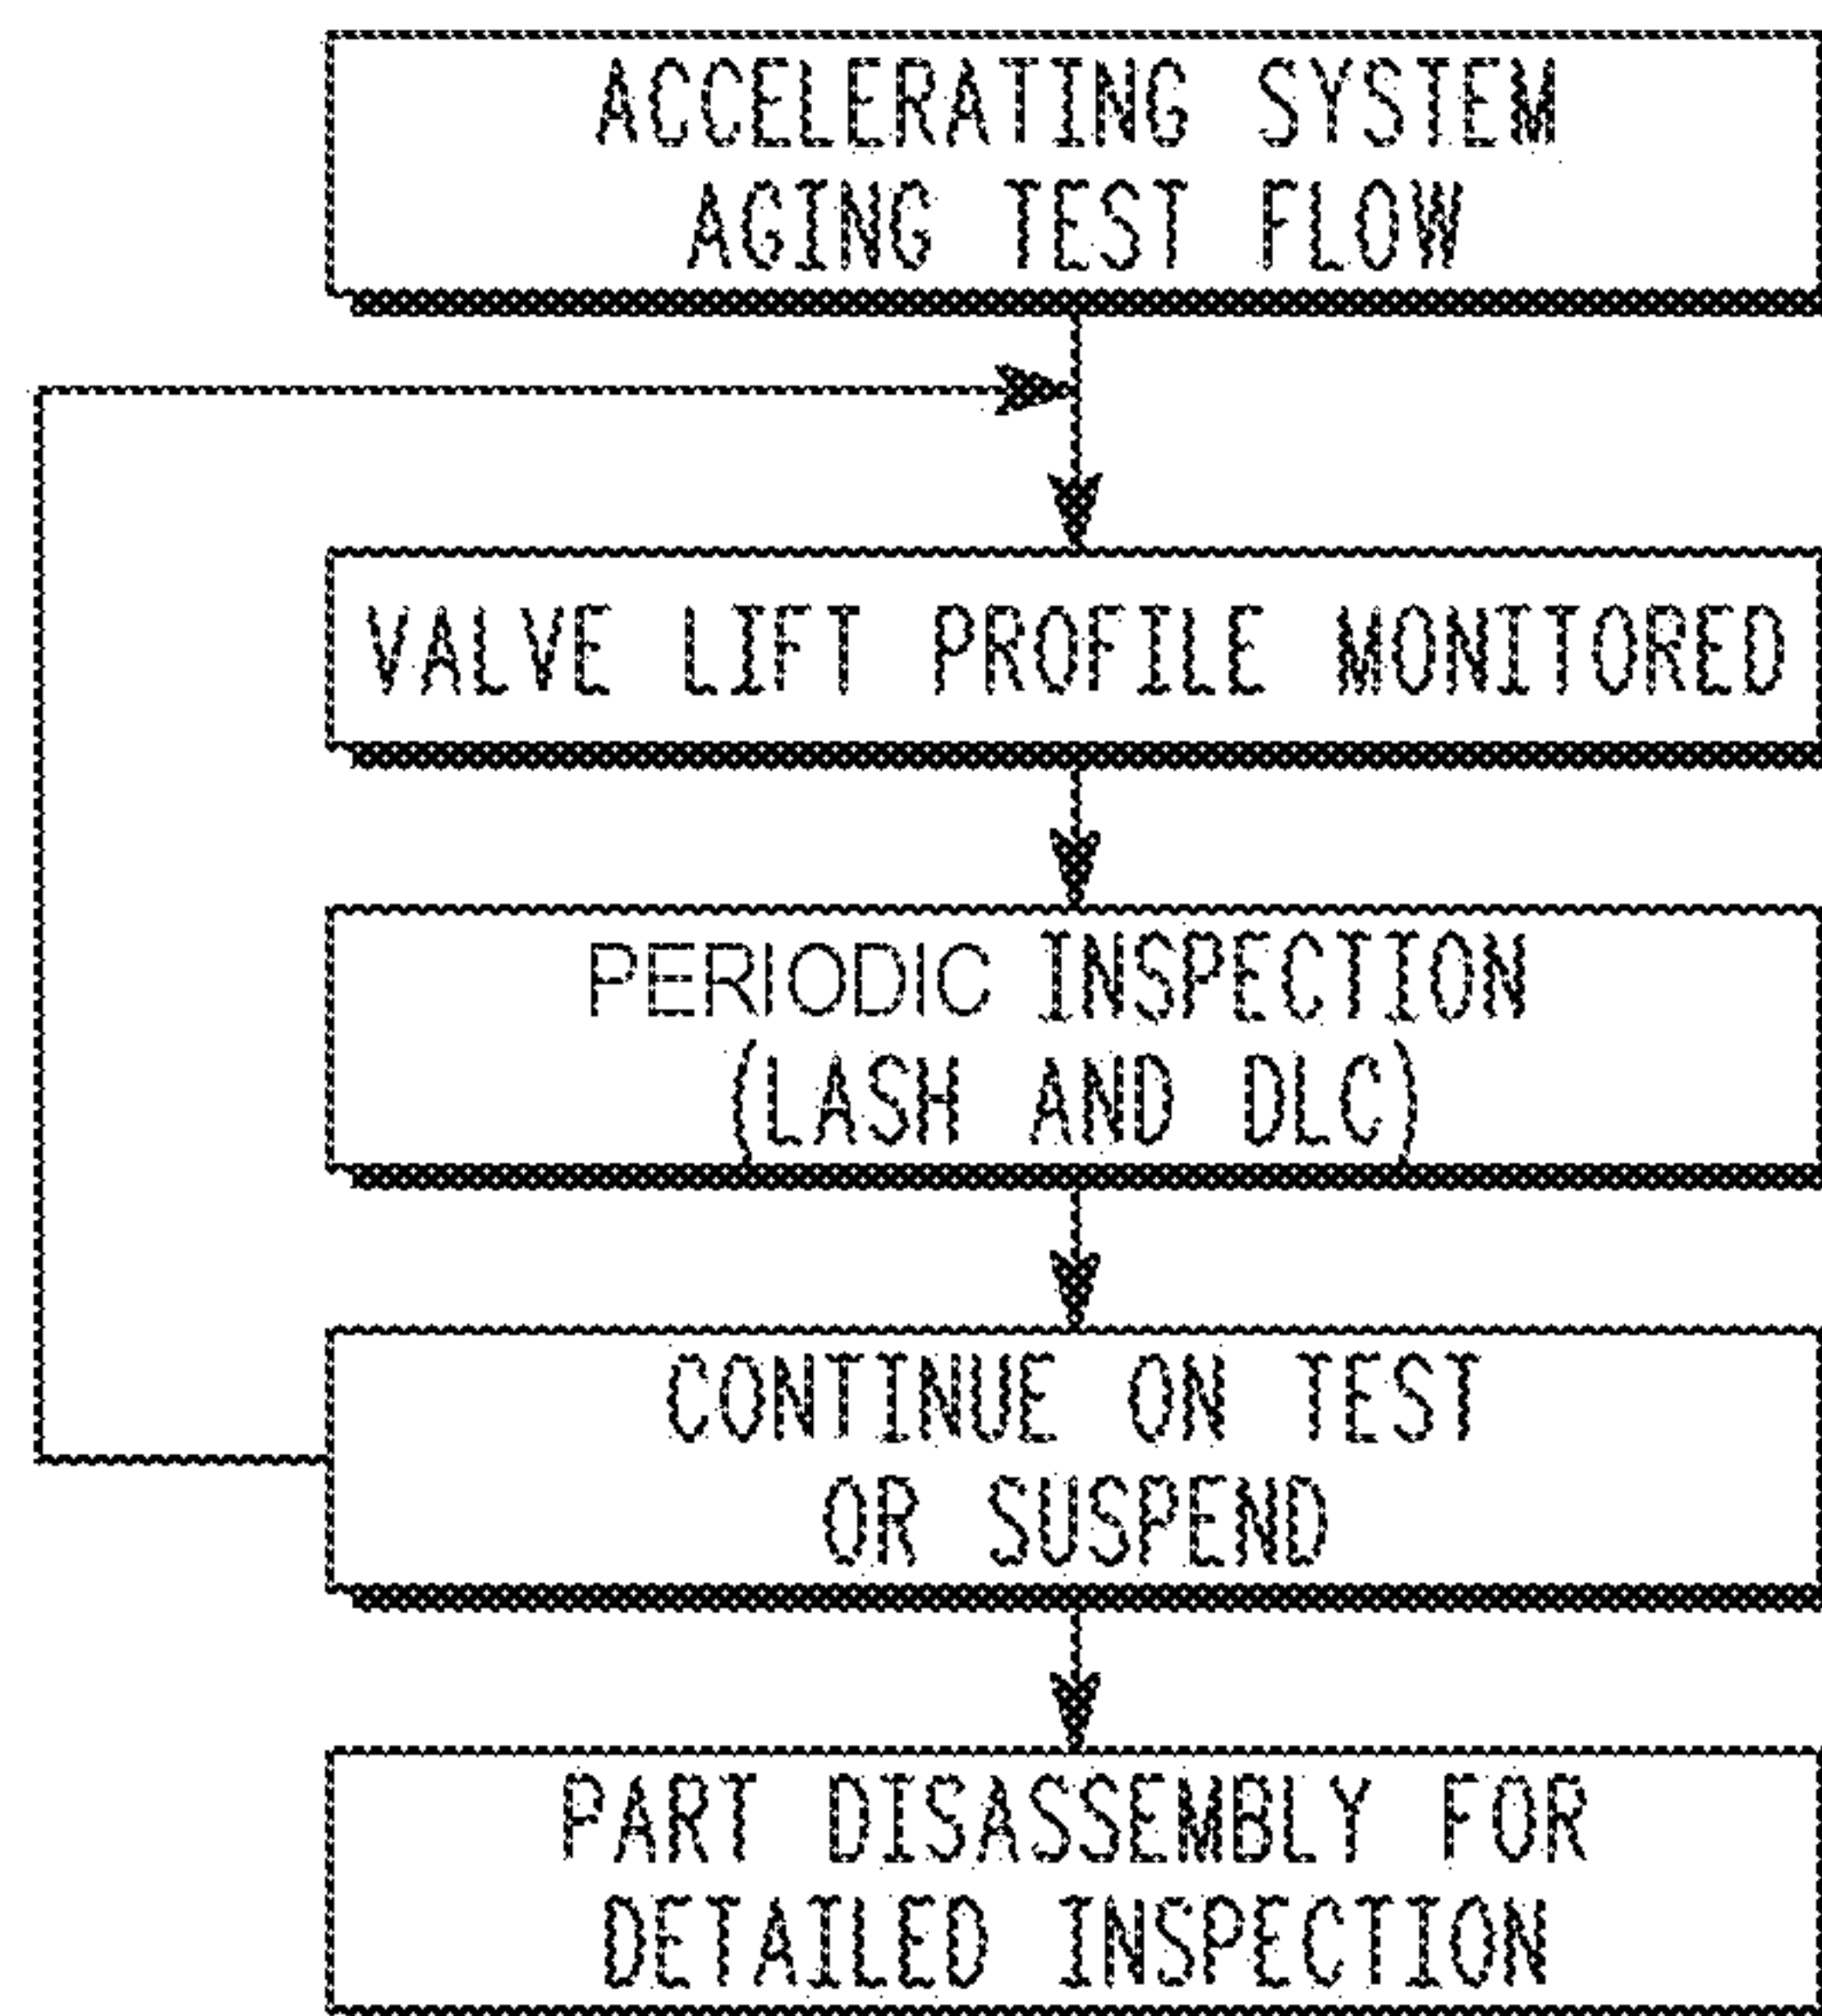 ACCELERATING SYSTEM
AGING TEST FLOW
VALVE LIFT PROFILE MONITORED
PERIODIC INSPECTION
(LASH AND DLC)
CONTINUE ON TEST
OR SUSPEND
PART DISASSEMBLY FOR
DETAILED INSPECTION